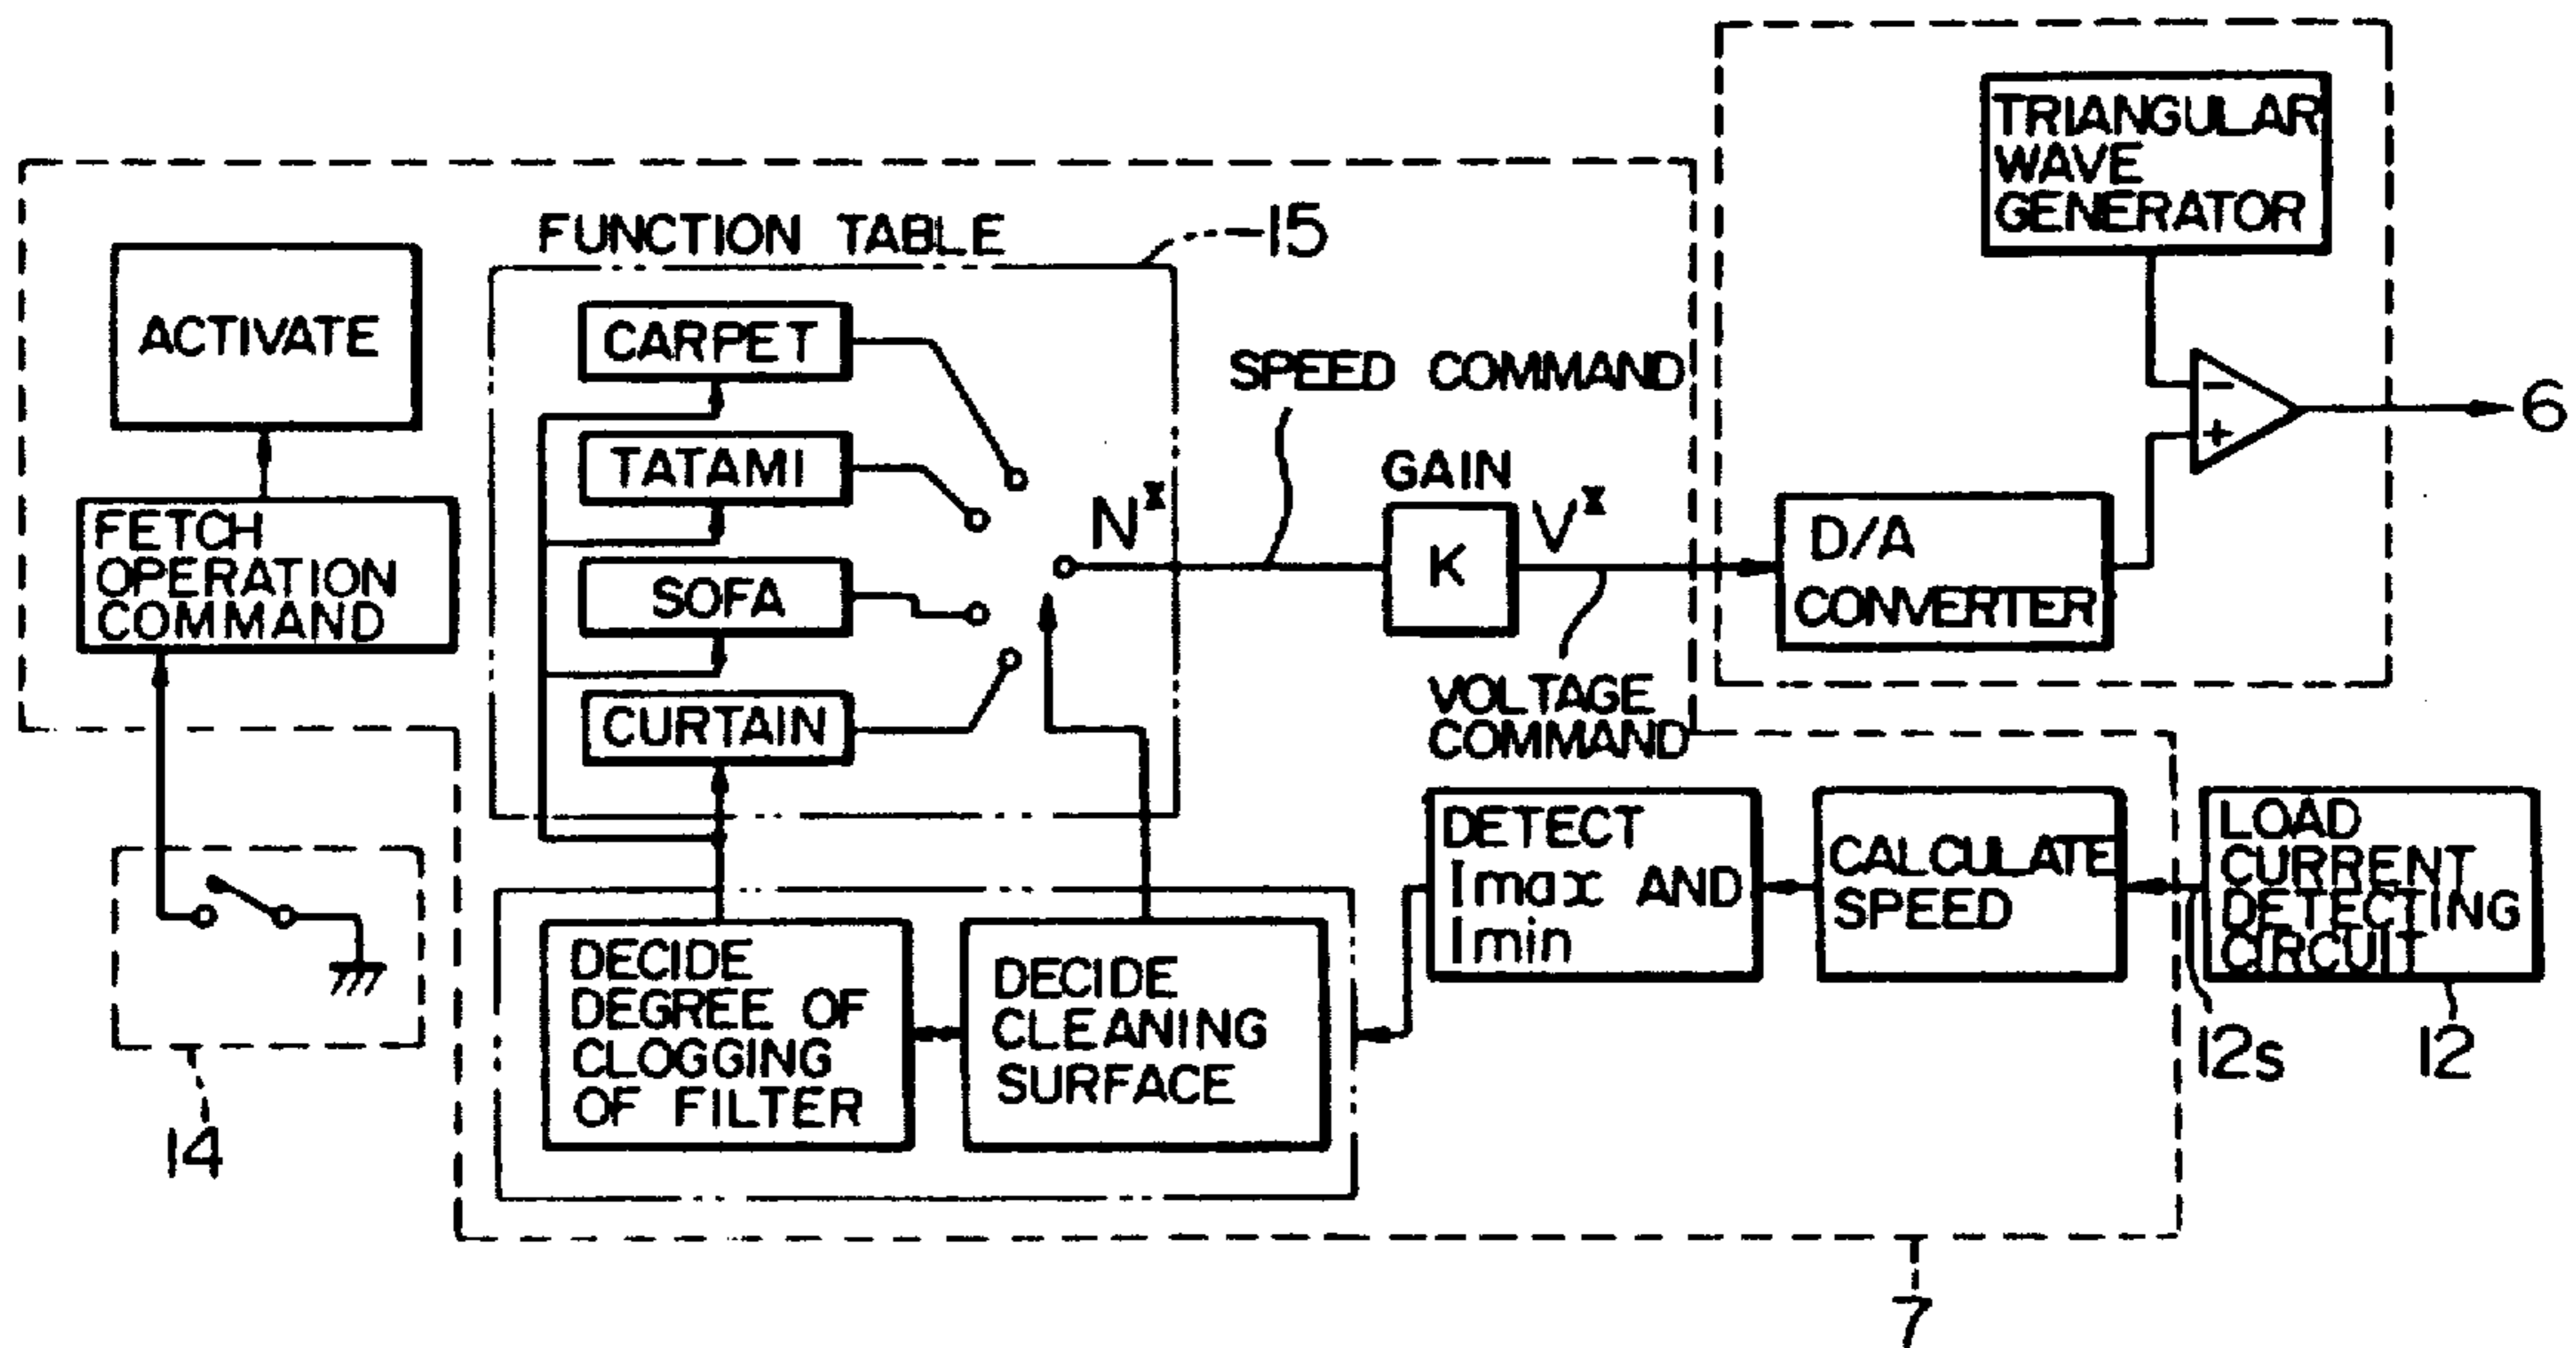 TRIANGULAR
WAVE
GENERATOR
FUNCTION TABLE
15
ACTIVATE
CARPET
SPEED COMMAND
6
TATAMI
GAIN
FETCH
OPERATION
COMMAND
N*
V*
K
D/A
CONVERTER
SOFA
CURTAIN
VOLTAGE
COMMAND
DETECT
Imax AND
Imin
CALCULATE
SPEED
LOAD
CURRENT
DETECTING
CIRCUIT
DECIDE
DEGREE OF
CLOGGING
OF FILTER
DECIDE
CLEANING
SURFACE
12s
12
14
7